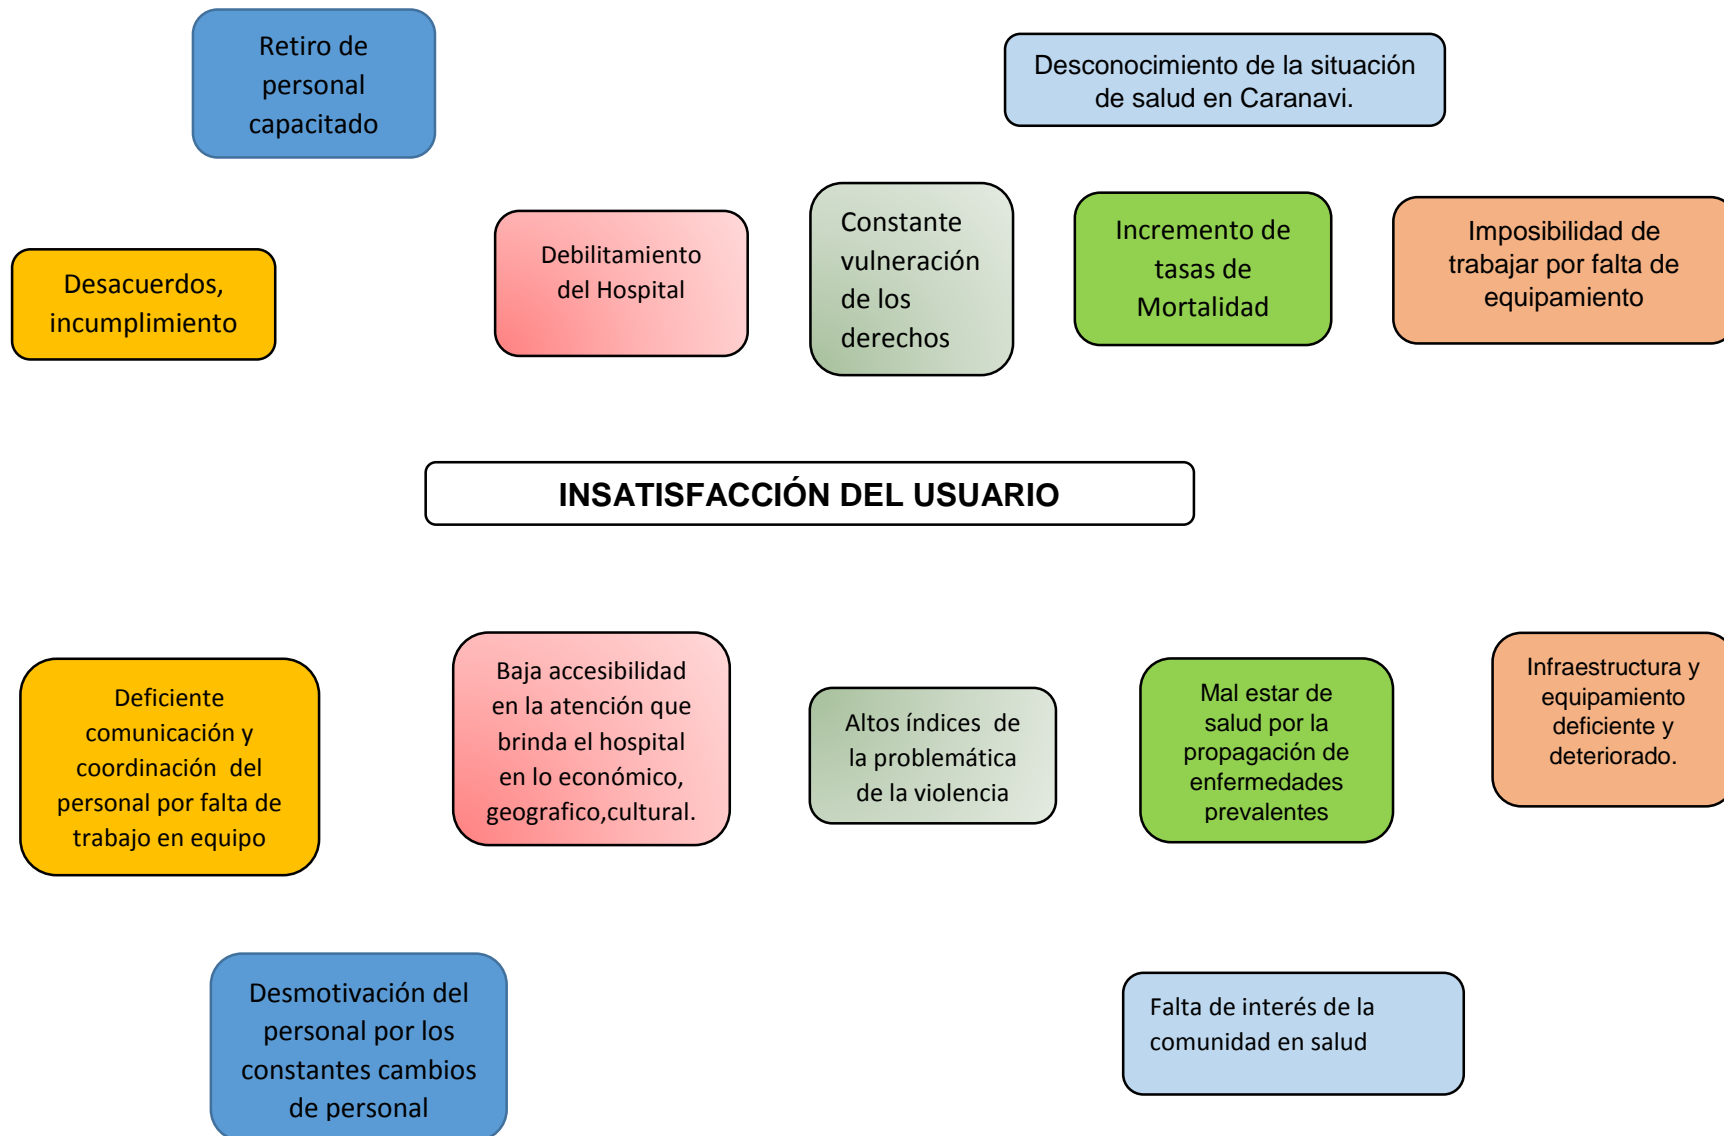 Retiro de
personal
capacitado
Desconocimiento de la situación
de salud en Caranavi.
Desacuerdos,
incumplimiento
Debilitamiento
del Hospital
Constante
vulneración
de los
derechos
Incremento de
tasas de
Mortalidad
Imposibilidad de
trabajar por falta de
equipamiento
INSATISFACCIÓN DEL USUARIO
Deficiente
comunicación y
coordinación  del
personal por falta de
trabajo en equipo
Baja accesibilidad
en la atención que
brinda el hospital
en lo económico,
geografico,cultural.
Altos índices  de
la problemática
de la violencia
Mal estar de
salud por la
propagación de
enfermedades
prevalentes
Infraestructura y
equipamiento
deficiente y
deteriorado.
Desmotivación del
personal por los
constantes cambios
de personal
Falta de interés de la
comunidad en salud